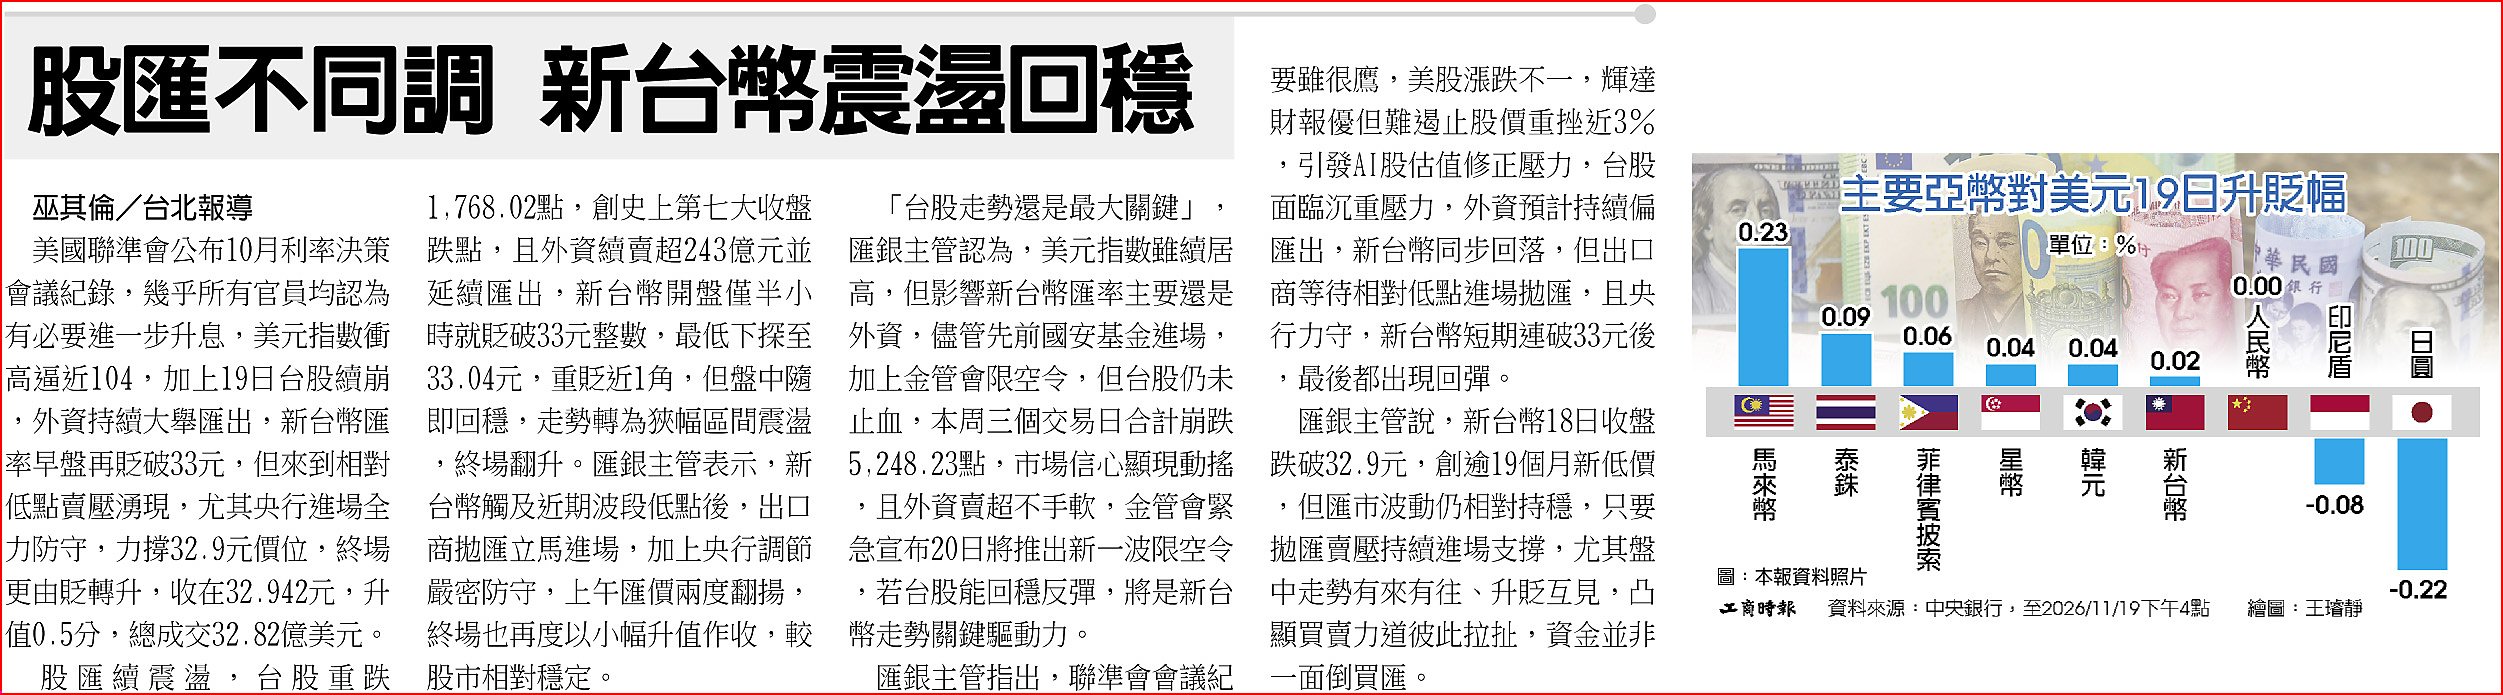 股匯不同調 新台幣震盪回穩
巫其倫／台北報導
美國聯準會公布10月利率決策
會議紀錄，幾乎所有官員均認為
有必要進一步升息，美元指數衝
高逼近104，加上19日台股續崩
，外資持續大舉匯出，新台幣匯
率早盤再貶破33元，但來到相對
低點賣壓湧現，尤其央行進場全
力防守，力撐32.9元價位，終場
更由貶轉升，收在32.942元，升
值0.5分，總成交32.82億美元。
股匯續震盪，台股重跌
1,768.02點，創史上第七大收盤
跌點，且外資續賣超243億元並
延續匯出，新台幣開盤僅半小
時就貶破33元整數，最低下探至
33.04元，重貶近1角，但盤中隨
即回穩，走勢轉為狹幅區間震盪
，終場翻升。匯銀主管表示，新
台幣觸及近期波段低點後，出口
商拋匯立馬進場，加上央行調節
嚴密防守，上午匯價兩度翻揚，
終場也再度以小幅升值作收，較
股市相對穩定。
「台股走勢還是最大關鍵」，
匯銀主管認為，美元指數雖續居
高，但影響新台幣匯率主要還是
外資，儘管先前國安基金進場，
加上金管會限空令，但台股仍未
止血，本周三個交易日合計崩跌
5,248.23點，市場信心顯現動搖
，且外資賣超不手軟，金管會緊
急宣布20日將推出新一波限空令
，若台股能回穩反彈，將是新台
幣走勢關鍵驅動力。
匯銀主管指出，聯準會會議紀
要雖很鷹，美股漲跌不一，輝達
財報優但難遏止股價重挫近3%
，引發AI股估值修正壓力，台股
面臨沉重壓力，外資預計持續偏
匯出，新台幣同步回落，但出口
商等待相對低點進場拋匯，且央
行力守，新台幣短期連破33元後
，最後都出現回彈。
匯銀主管說，新台幣18日收盤
跌破32.9元，創逾19個月新低價
，但匯市波動仍相對持穩，只要
拋匯賣壓持續進場支撐，尤其盤
中走勢有來有往、升貶互見，凸
顯買賣力道彼此拉扯，資金並非
一面倒買匯。
主要亞幣對美元19日升貶幅
單位：%
0.23
0.09
0.06
0.04
0.04
0.02
0.00
人民幣
印尼盾
日圓
馬來幣
泰銖
菲律賓披索
星幣
韓元
新台幣
-0.08
-0.22
圖：本報資料照片
工商時報 資料來源：中央銀行，至2026/11/19下午4點 繪圖：王璿靜